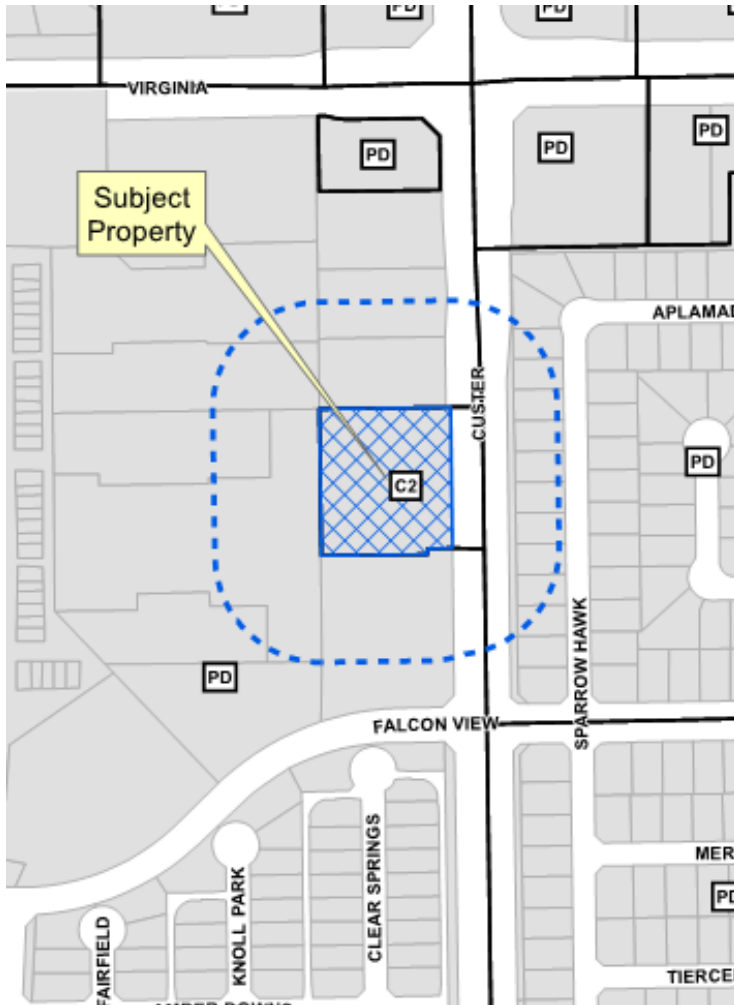 PD
PD
PD
VIRGINIA
PD
PD
PD
Subject
Property
APLAMAD
CUSTER
PD
C2
SPARROW HAWK
PD
FALCON VIEW
CLEAR SPRINGS
KNOLL PARK
MER
PD
FAIRFIELD
TIERCE